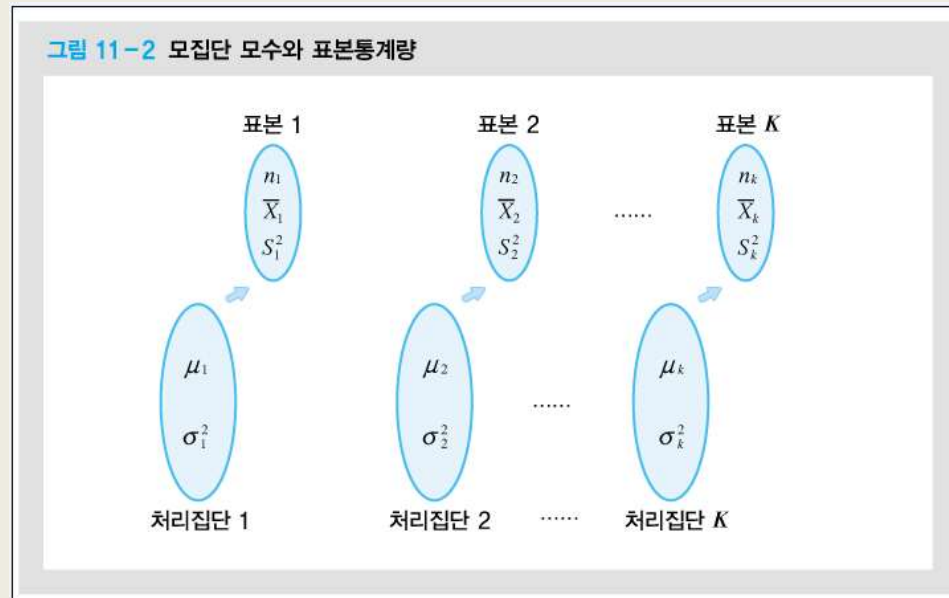 그림 11-2 모집단 모수와 표본통계량
표본 1 표본 2 표본 K
n₁ n₂ nₖ
X̄₁ X̄₂ ...... X̄ₖ
S₁² S₂² Sₖ²
μ₁ μ₂ μₖ
......
σ₁² σ₂² σₖ²
처리집단 1 처리집단 2 ...... 처리집단 K